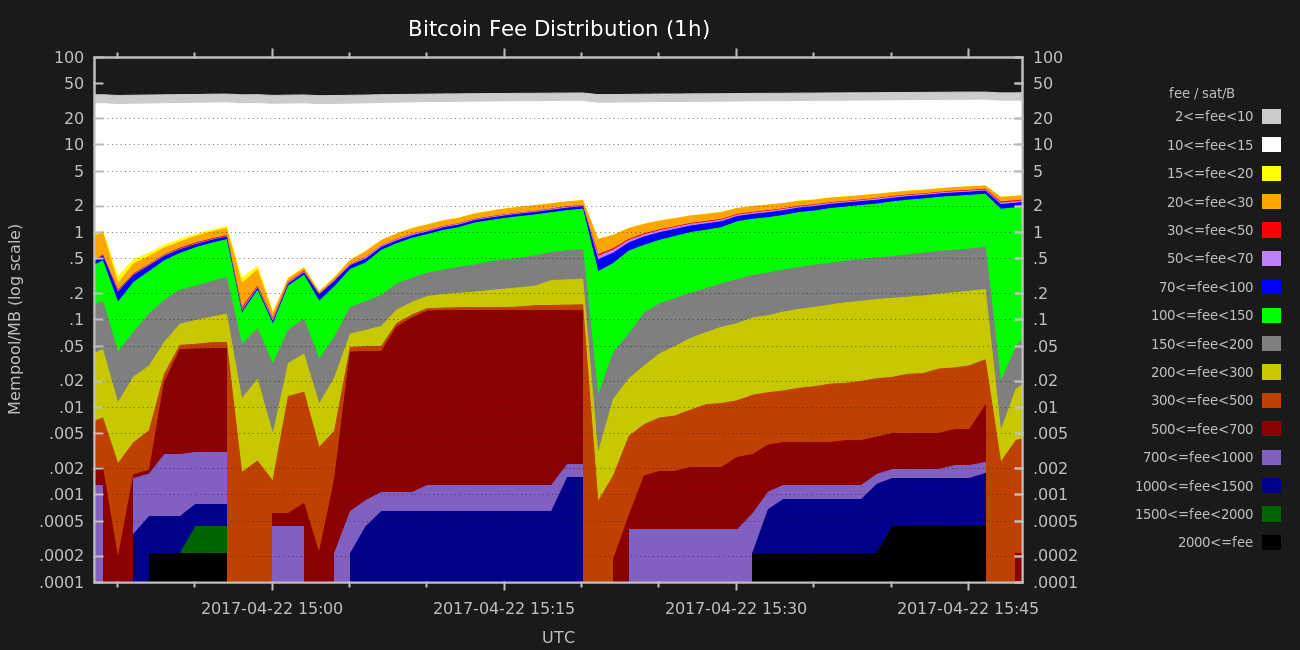 Bitcoin Fee Distribution (1h)
100 100
50 50
20 20
10 10
5 5
2 2
1 1
.5 .5
.2 .2
.1 .1
.05 .05
.02 .02
.01 .01
.005 .005
.002 .002
.001 .001
.0005 .0005
.0002 .0002
.0001 .0001
Mempool/MB (log scale)
2017-04-22 15:00 2017-04-22 15:15 2017-04-22 15:30 2017-04-22 15:45
UTC
fee / sat/B
2<=fee<10
10<=fee<15
15<=fee<20
20<=fee<30
30<=fee<50
50<=fee<70
70<=fee<100
100<=fee<150
150<=fee<200
200<=fee<300
300<=fee<500
500<=fee<700
700<=fee<1000
1000<=fee<1500
1500<=fee<2000
2000<=fee